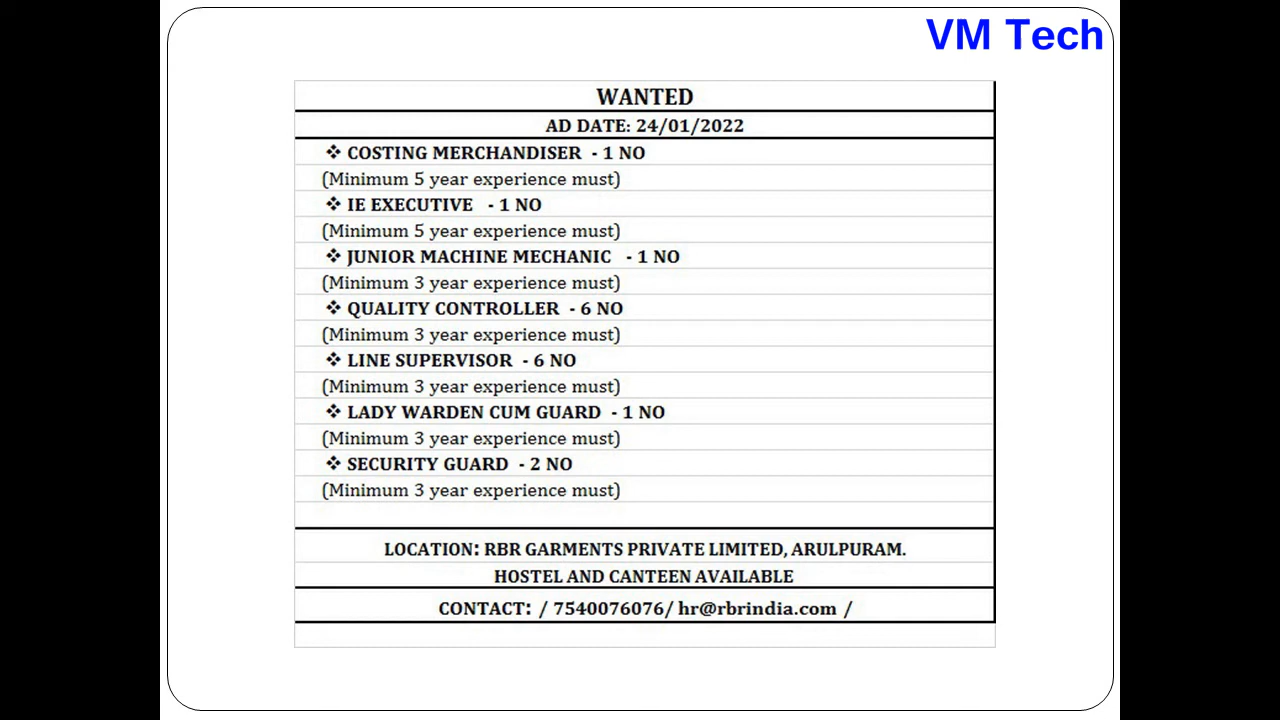 VM Tech
WANTED
AD DATE: 24/01/2022
❖ COSTING MERCHANDISER - 1 NO
(Minimum 5 year experience must)
❖ IE EXECUTIVE - 1 NO
(Minimum 5 year experience must)
❖ JUNIOR MACHINE MECHANIC - 1 NO
(Minimum 3 year experience must)
❖ QUALITY CONTROLLER - 6 NO
(Minimum 3 year experience must)
❖ LINE SUPERVISOR - 6 NO
(Minimum 3 year experience must)
❖ LADY WARDEN CUM GUARD - 1 NO
(Minimum 3 year experience must)
❖ SECURITY GUARD - 2 NO
(Minimum 3 year experience must)
LOCATION: RBR GARMENTS PRIVATE LIMITED, ARULPURAM.
HOSTEL AND CANTEEN AVAILABLE
CONTACT: / 7540076076/ hr@rbrindia.com /